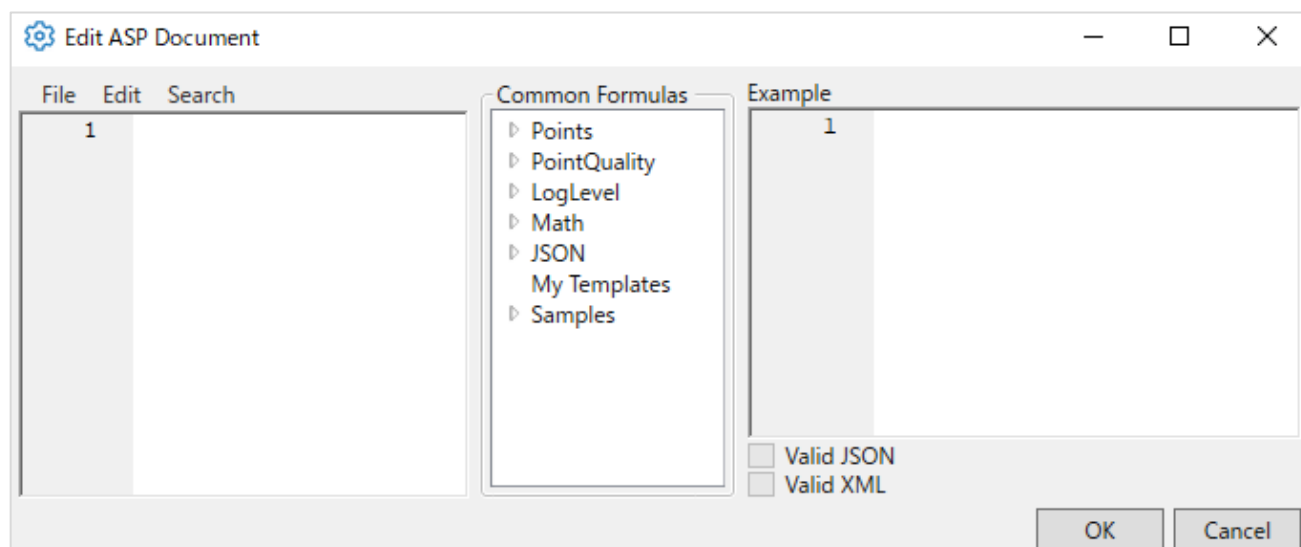 Edit ASP Document
File Edit Search
1
Common Formulas
Points
PointQuality
LogLevel
Math
JSON
My Templates
Samples
Example
1
Valid JSON
Valid XML
OK Cancel